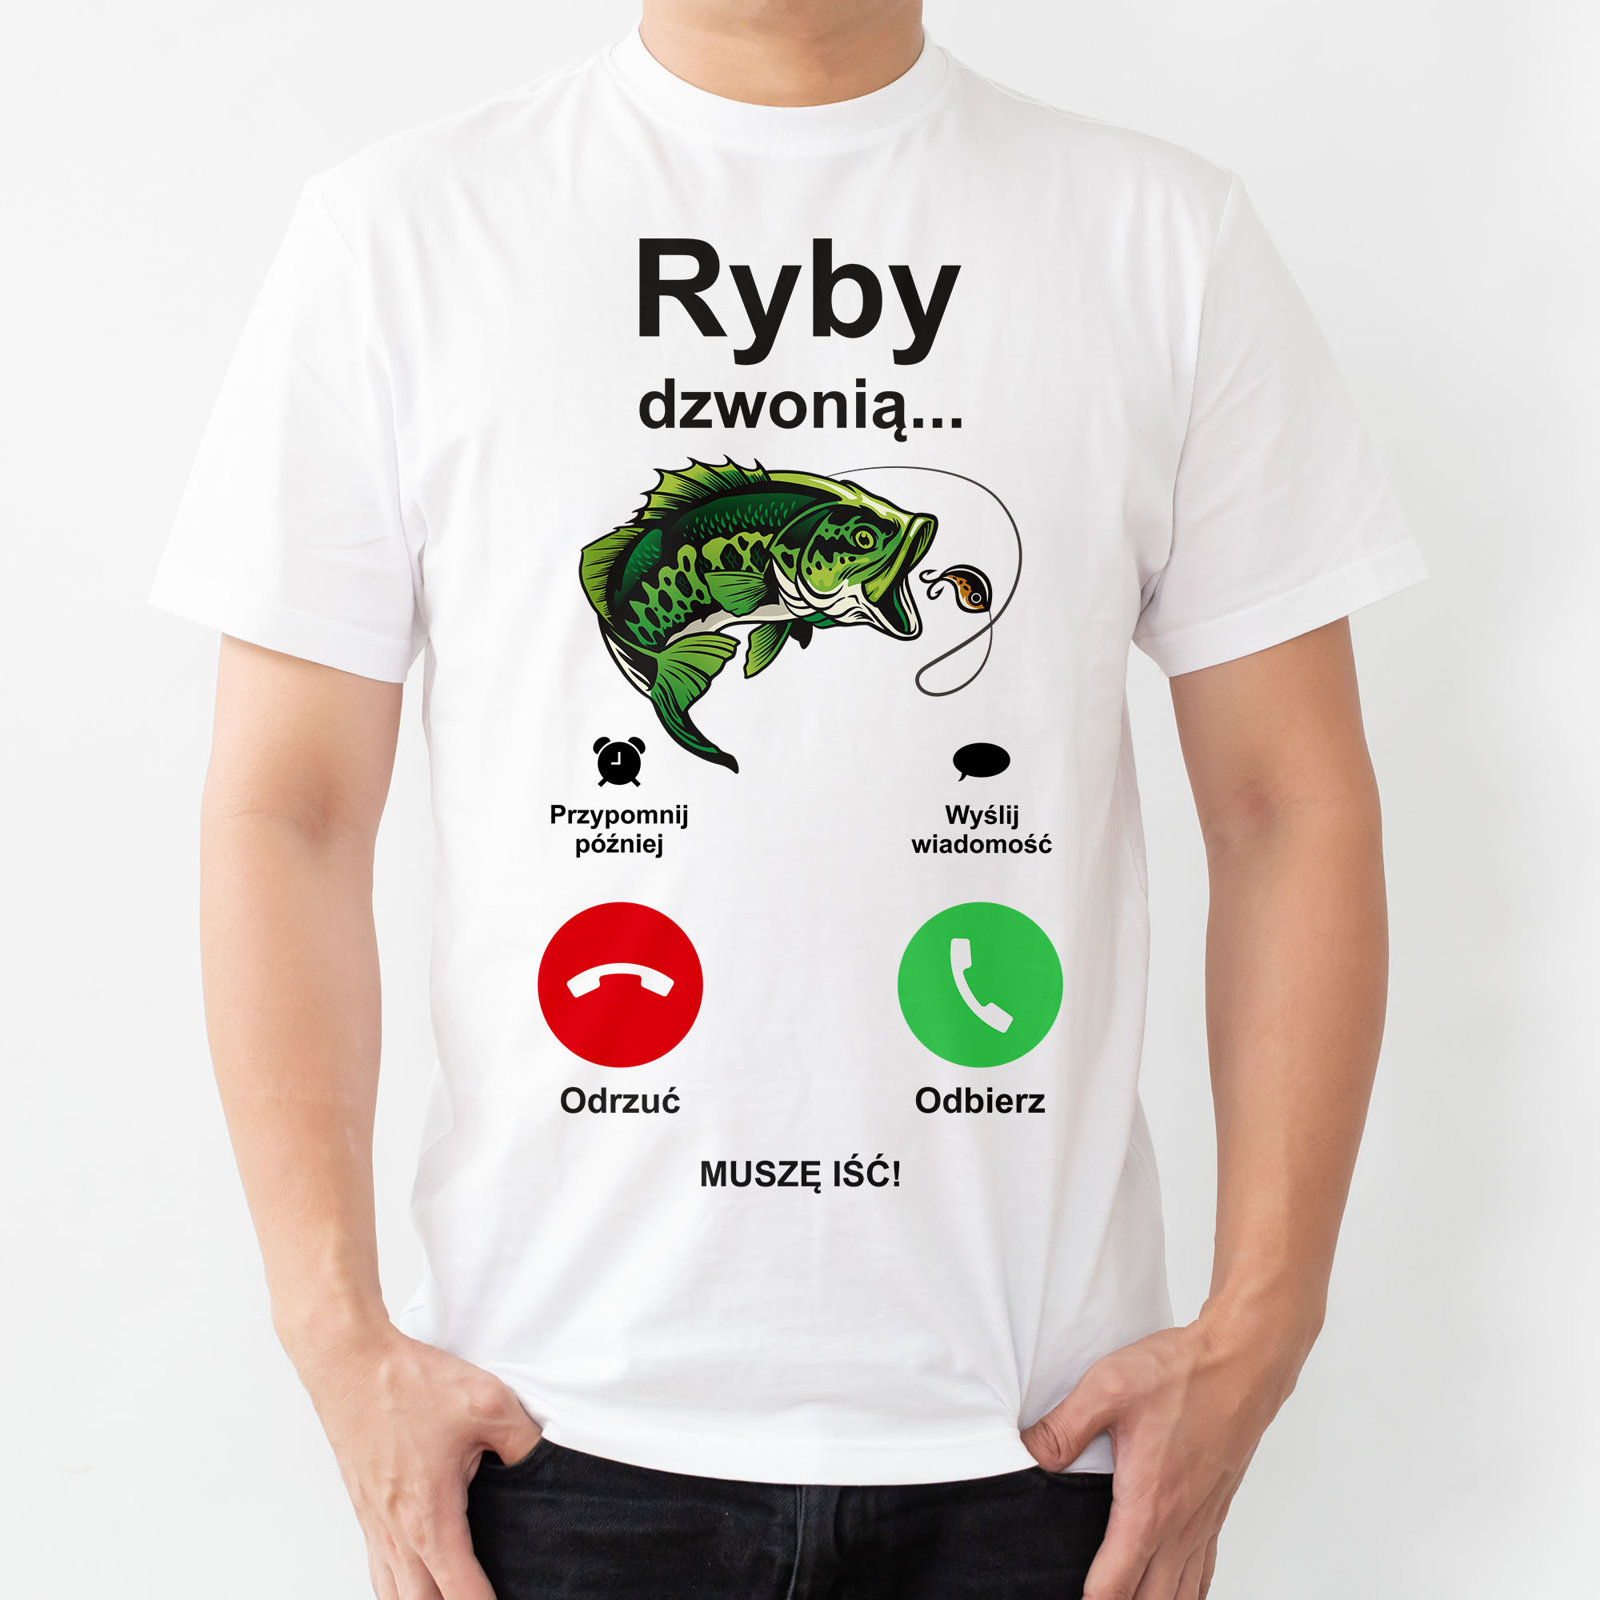 Ryby
dzwonią...
Przypomnij
później
Wyślij
wiadomość
Odrzuć
Odbierz
MUSZĘ IŚĆ!